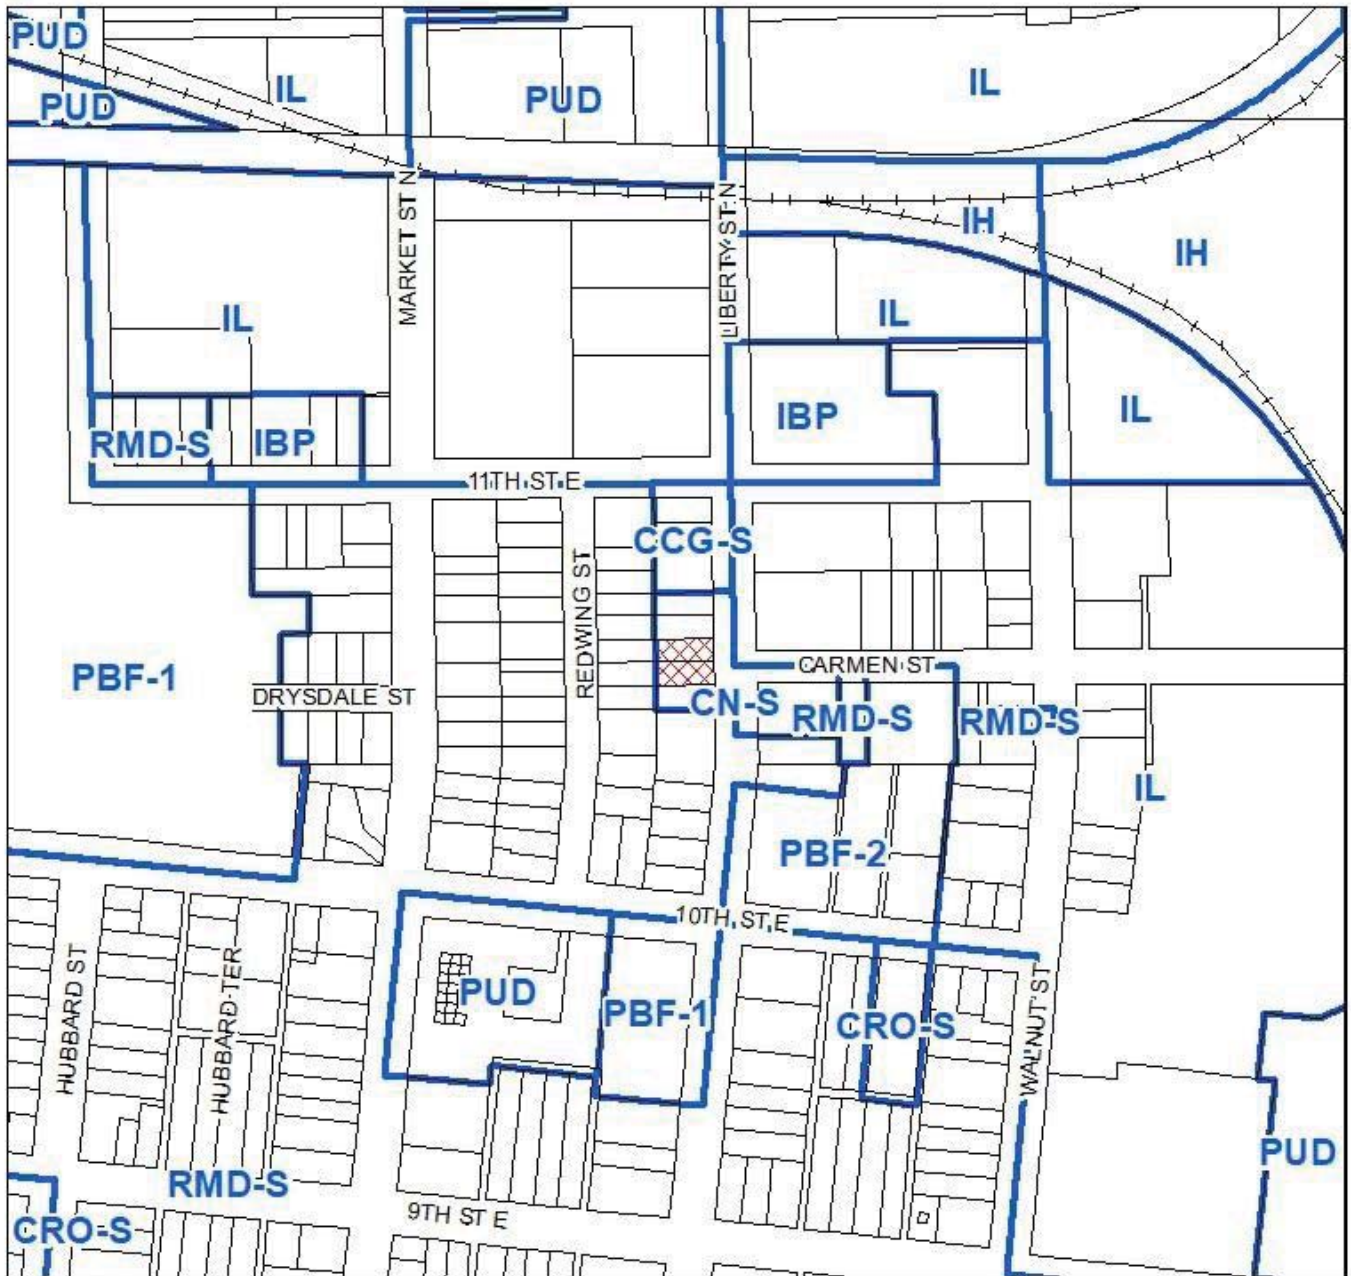 PUD
PUD
IL
PUD
IL
MARKET ST N
LIBERTY ST N
IH
IH
IL
IL
IL
RMD-S
IBP
IBP
11TH ST E
CCG-S
REDWING ST
PBF-1
DRYSDALE ST
CARMEN ST
CN-S
RMD-S
RMD-S
IL
PBF-2
10TH ST E
HUBBARD ST
HUBBARD TER
PUD
PBF-1
CRO-S
WALNUT ST
PUD
RMD-S
CRO-S
9TH ST E